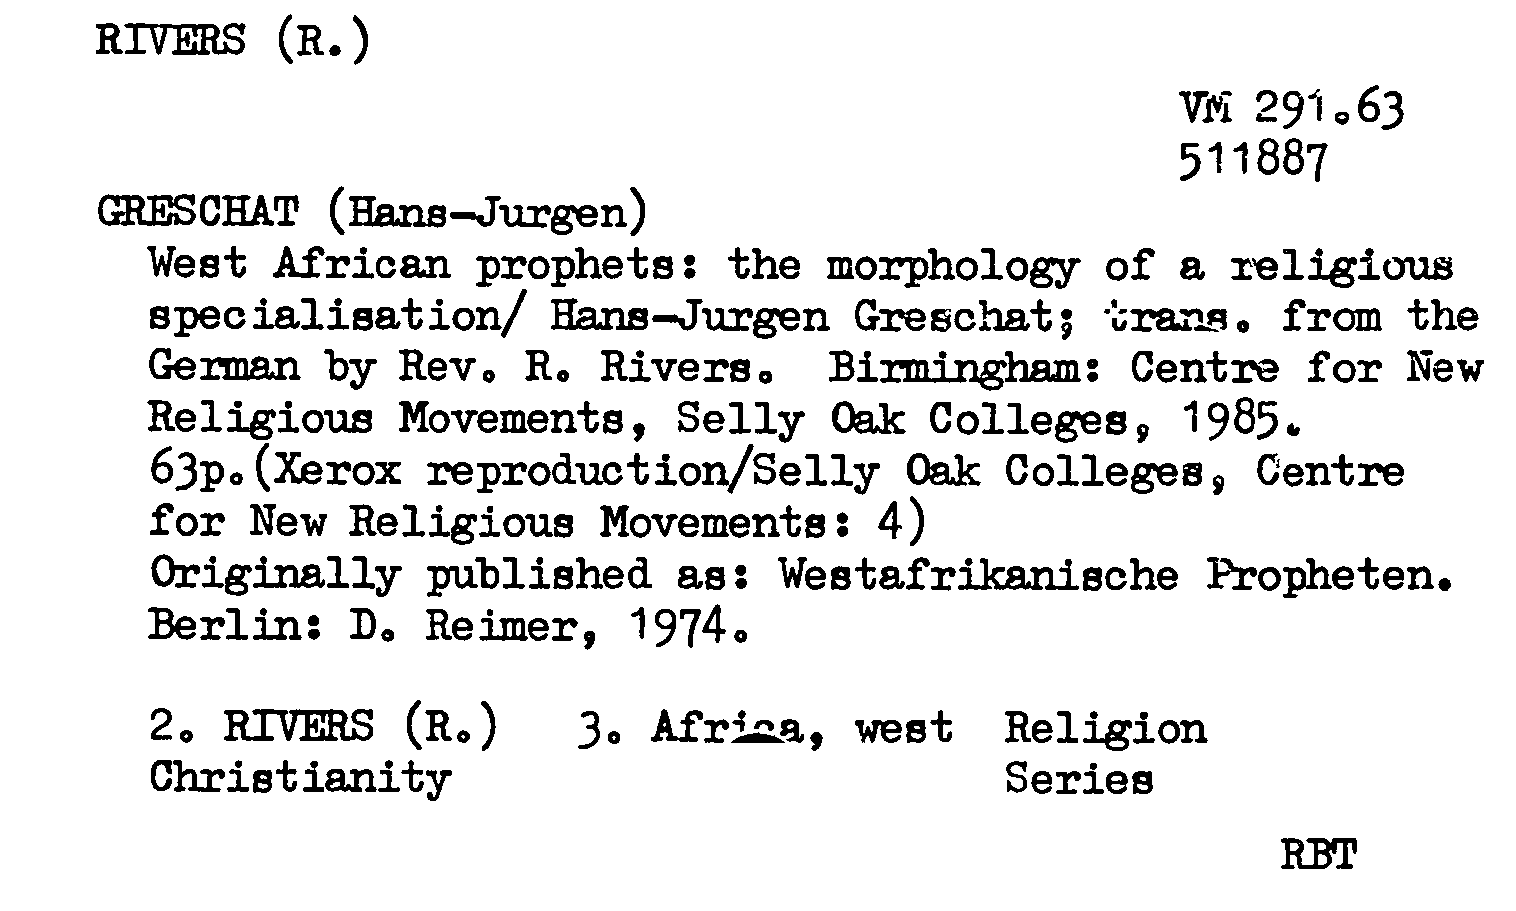 RIVERS (R.)
VM 291.63
511887
GRESCHAT (Hans-Jurgen)
West African prophets: the morphology of a religious
specialisation/ Hans-Jurgen Greschat; trans. from the
German by Rev. R. Rivers. Birmingham: Centre for New
Religious Movements, Selly Oak Colleges, 1985.
63p.(Xerox reproduction/Selly Oak Colleges, Centre
for New Religious Movements: 4)
Originally published as: Westafrikanische Propheten.
Berlin: D. Reimer, 1974.
2. RIVERS (R.) 3. Africa, west Religion
Christianity Series
RBT